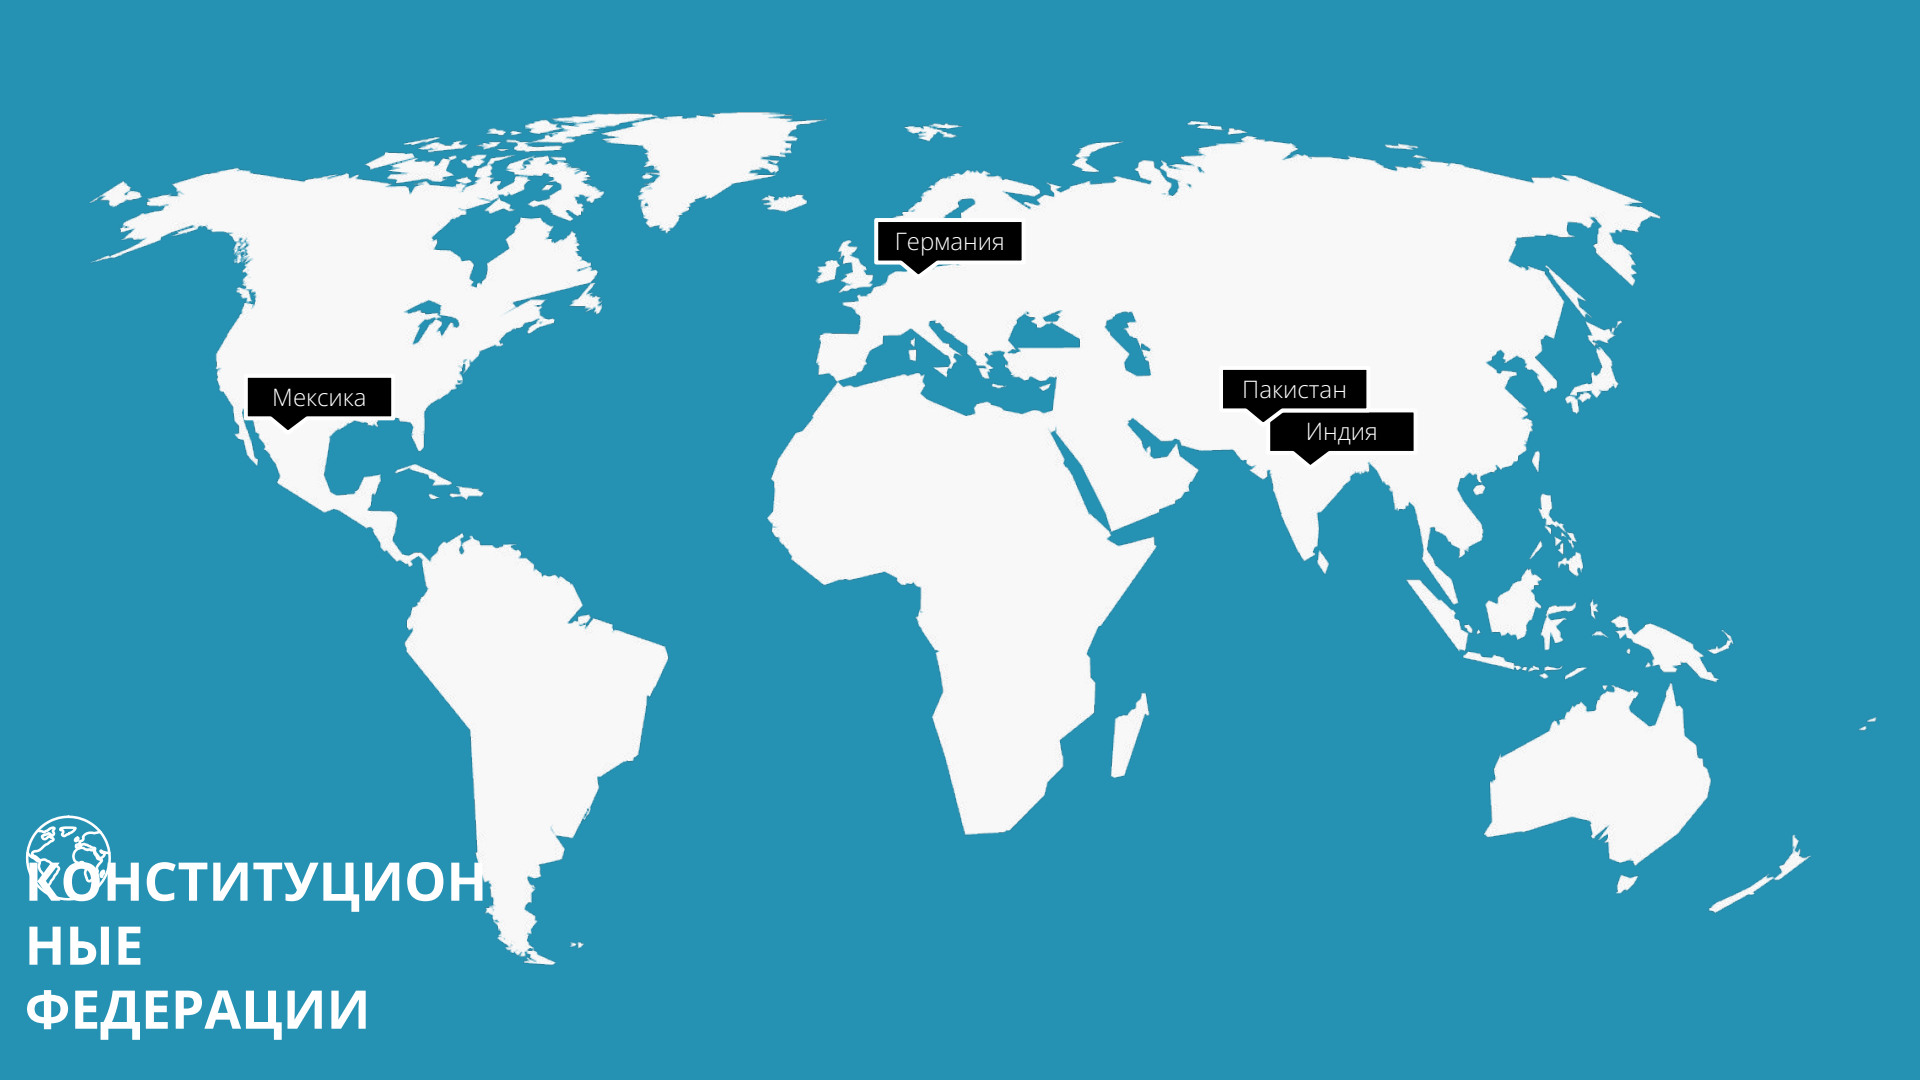 Германия
Пакистан
Мексика
Индия
КОНСТИТУЦИОН
НЫЕ
ФЕДЕРАЦИИ